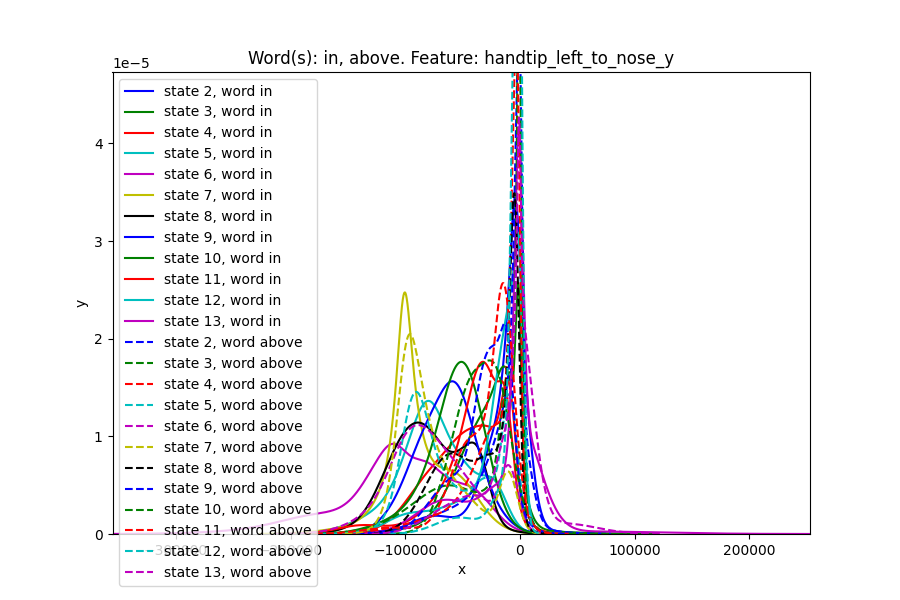 Word(s): in, above. Feature: handtip_left_to_nose_y
1e−5
state 2, word in
state 3, word in
state 4, word in
state 5, word in
state 6, word in
state 7, word in
state 8, word in
state 9, word in
state 10, word in
state 11, word in
state 12, word in
state 13, word in
state 2, word above
state 3, word above
state 4, word above
state 5, word above
state 6, word above
state 7, word above
state 8, word above
state 9, word above
state 10, word above
state 11, word above
state 12, word above
state 13, word above
4
3
2
1
0
y
−300000 −200000 −100000 0 100000 200000
x